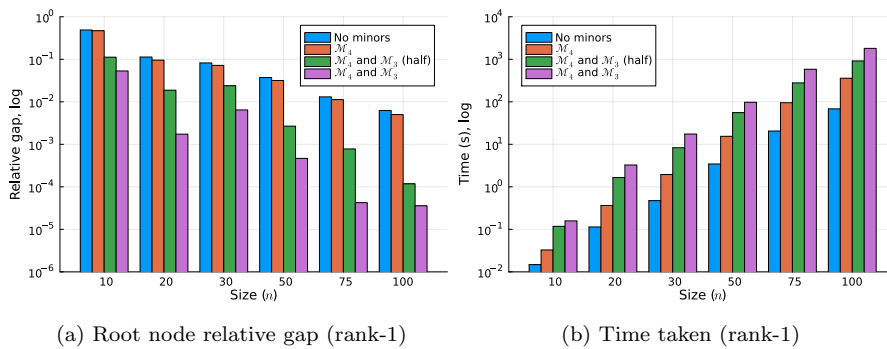 10⁰
10⁻¹
10⁻²
10⁻³
10⁻⁴
10⁻⁵
10⁻⁶
Relative gap, log
No minors
ℳ₄
ℳ₄ and ℳ₃ (half)
ℳ₄ and ℳ₃
10 20 30 50 75 100
Size (n)
(a) Root node relative gap (rank-1)
10⁴
10³
10²
10¹
10⁰
10⁻¹
10⁻²
Time (s), log
No minors
ℳ₄
ℳ₄ and ℳ₃ (half)
ℳ₄ and ℳ₃
10 20 30 50 75 100
Size (n)
(b) Time taken (rank-1)